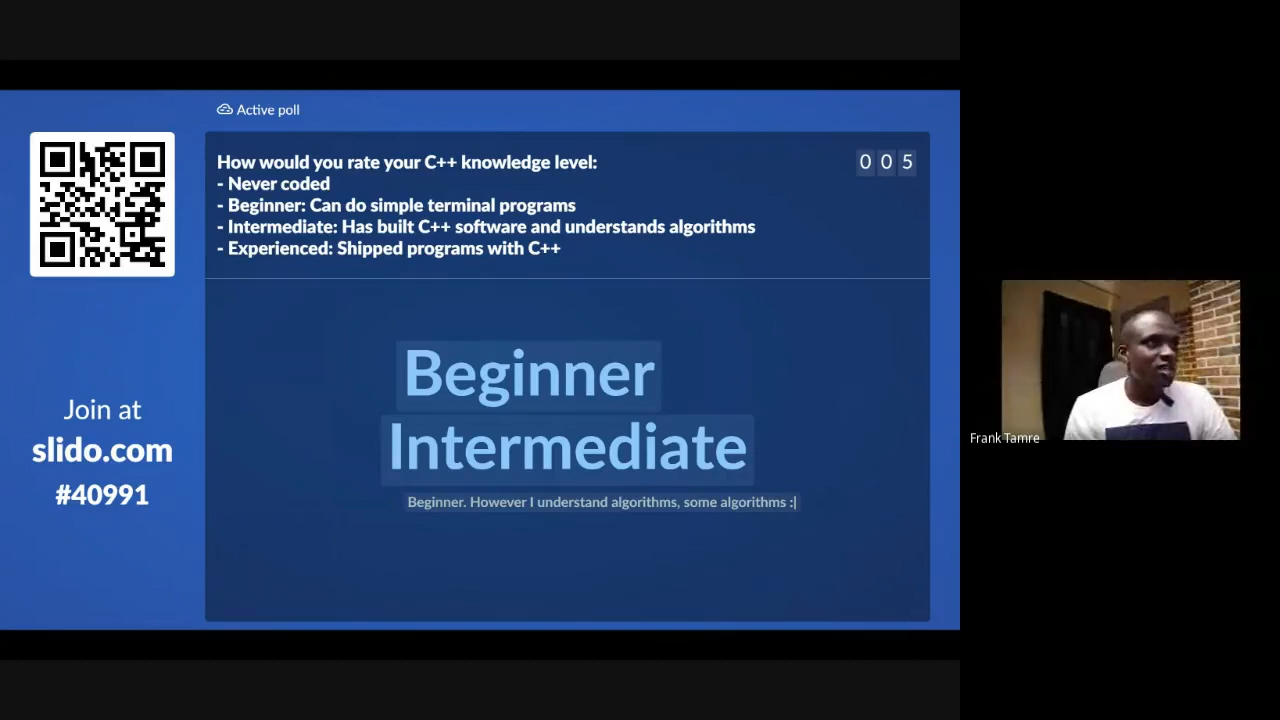 Active poll
How would you rate your C++ knowledge level:
- Never coded
- Beginner: Can do simple terminal programs
- Intermediate: Has built C++ software and understands algorithms
- Experienced: Shipped programs with C++
0 0 5
Beginner
Intermediate
Beginner. However I understand algorithms, some algorithms :|
Join at
slido.com
#40991
Frank Tamre